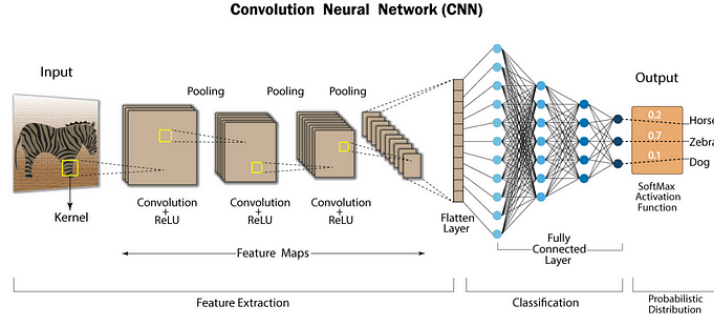 Convolution Neural Network (CNN)
Input
Pooling
Pooling
Pooling
Output
0.2
Horse
0.7
Zebra
0.1
Dog
SoftMax
Activation
Function
Kernel
Convolution
+
ReLU
Convolution
+
ReLU
Convolution
+
ReLU
Flatten
Layer
Fully
Connected
Layer
Feature Maps
Feature Extraction
Classification
Probabilistic
Distribution